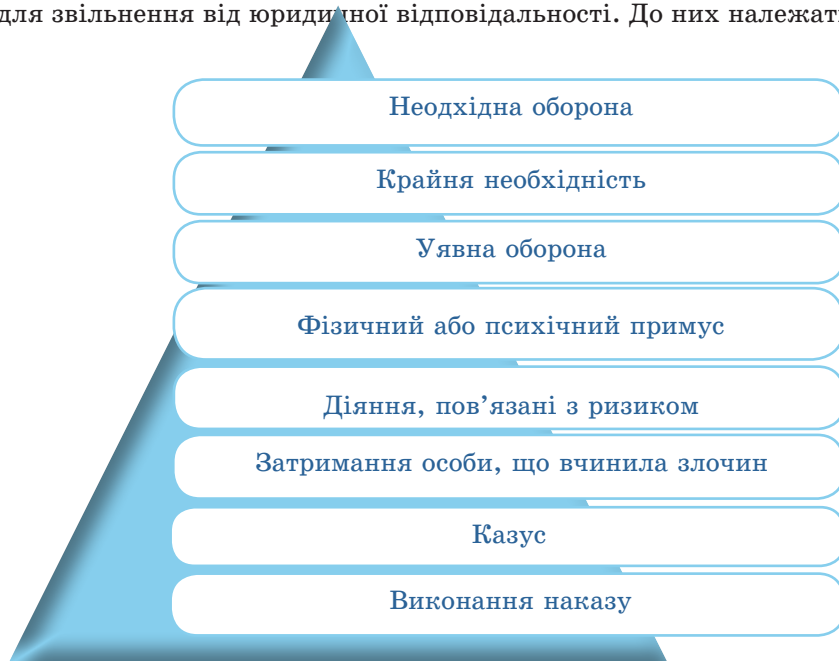 для звільнення від юридичної відповідальності. До них належать
Неодхідна оборона
Крайня необхідність
Уявна оборона
Фізичний або психічний примус
Діяння, пов’язані з ризиком
Затримання особи, що вчинила злочин
Казус
Виконання наказу